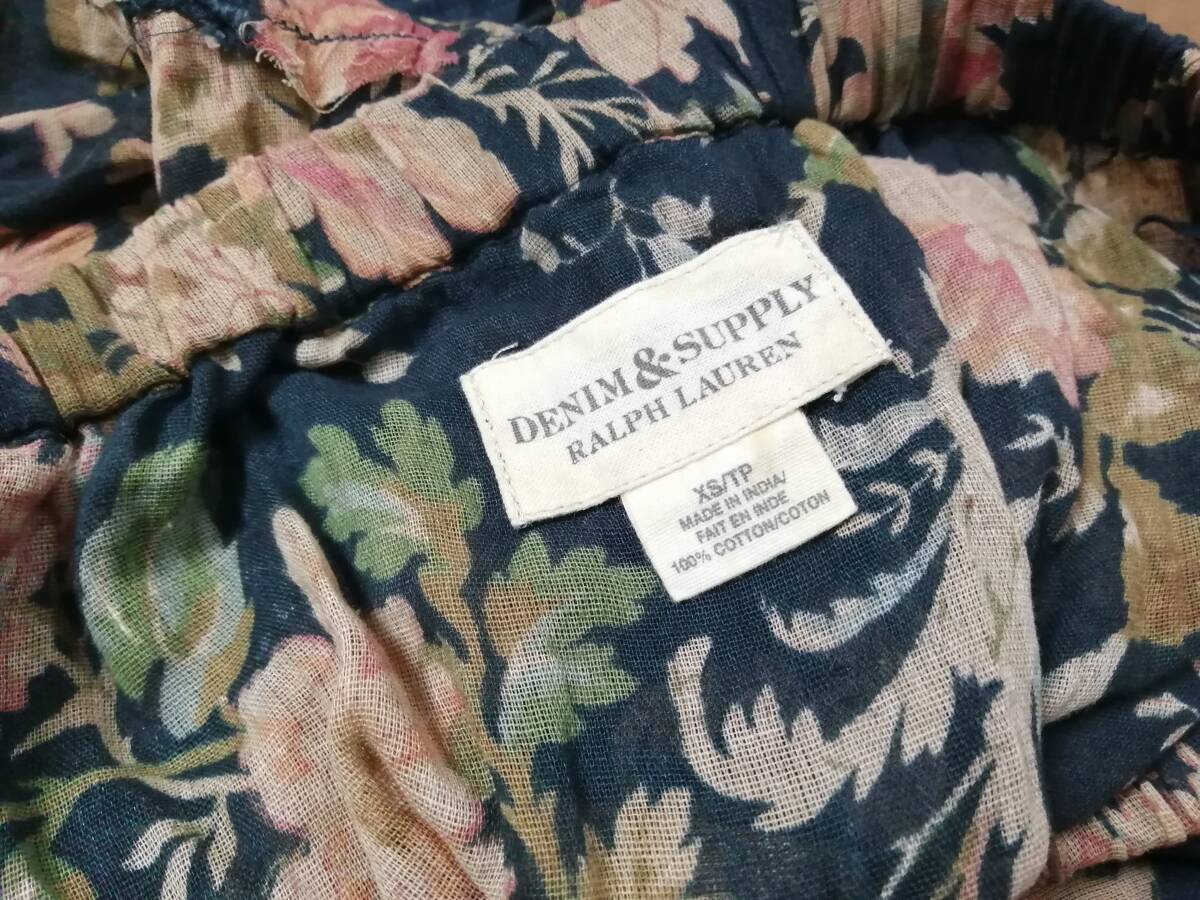 DENIM & SUPPLY
RALPH LAUREN
XS/TP
MADE IN INDIA/
FAIT EN INDE
100% COTTON/COTON